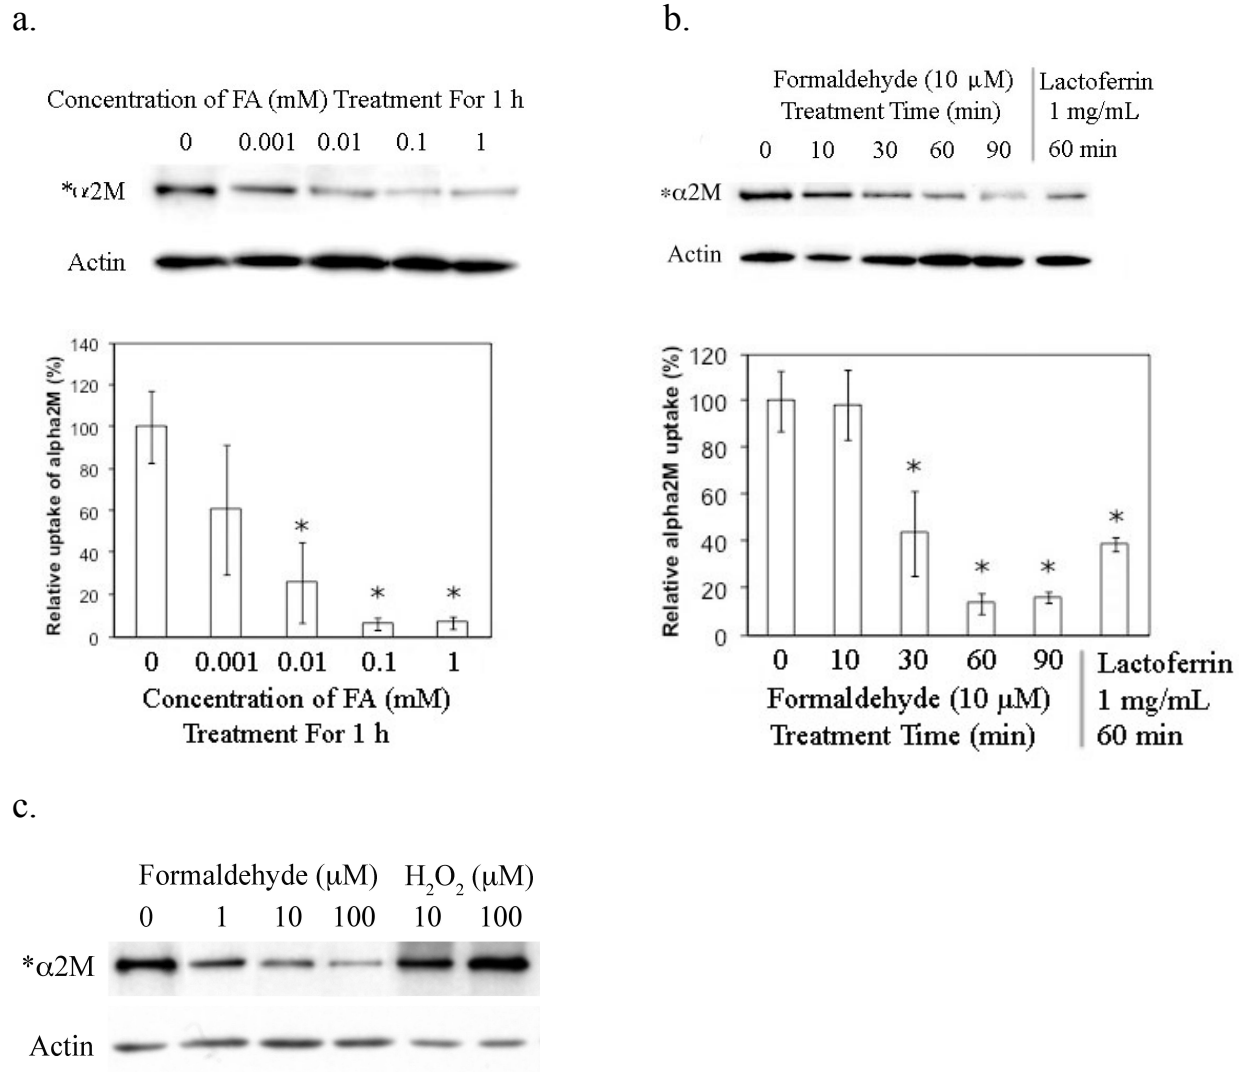 a.
Concentration of FA (mM) Treatment For 1 h
0 0.001 0.01 0.1 1
*α2M
Actin
140
120
100
80
60
40
20
0
Relative uptake of alpha2M (%)
*
*
*
0 0.001 0.01 0.1 1
Concentration of FA (mM)
Treatment For 1 h
b.
Formaldehyde (10 μM)
Treatment Time (min)
Lactoferrin
1 mg/mL
60 min
0 10 30 60 90
*α2M
Actin
120
100
80
60
40
20
0
Relative alpha2M uptake (%)
*
*
*
*
0 10 30 60 90
Formaldehyde (10 μM)
Treatment Time (min)
Lactoferrin
1 mg/mL
60 min
c.
Formaldehyde (μM) H2O2 (μM)
0 1 10 100 10 100
*α2M
Actin